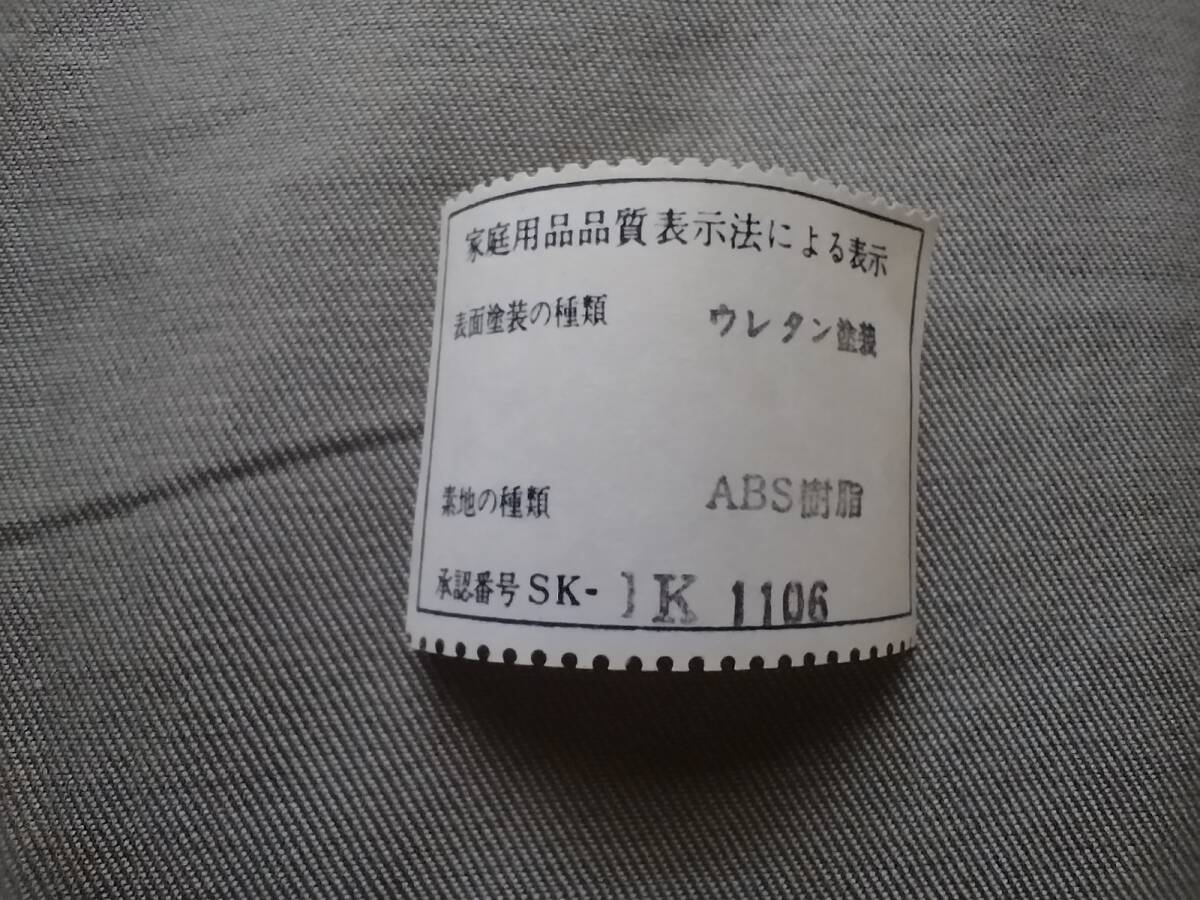 家庭用品品質表示法による表示
表面塗装の種類 ウレタン塗装
素地の種類 ABS樹脂
承認番号 SK-1K 1106